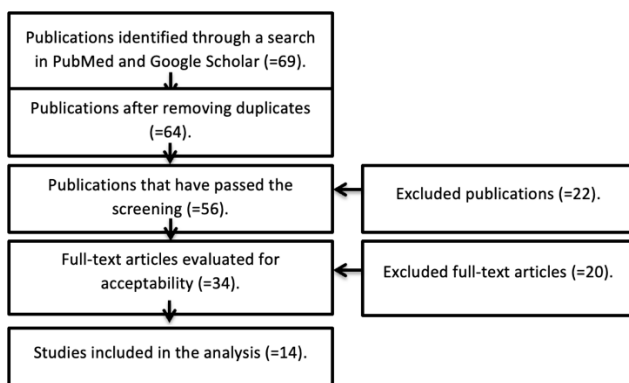 Publications identified through a search
in PubMed and Google Scholar (=69).
Publications after removing duplicates
(=64).
Publications that have passed the
screening (=56).
Excluded publications (=22).
Full-text articles evaluated for
acceptability (=34).
Excluded full-text articles (=20).
Studies included in the analysis (=14).